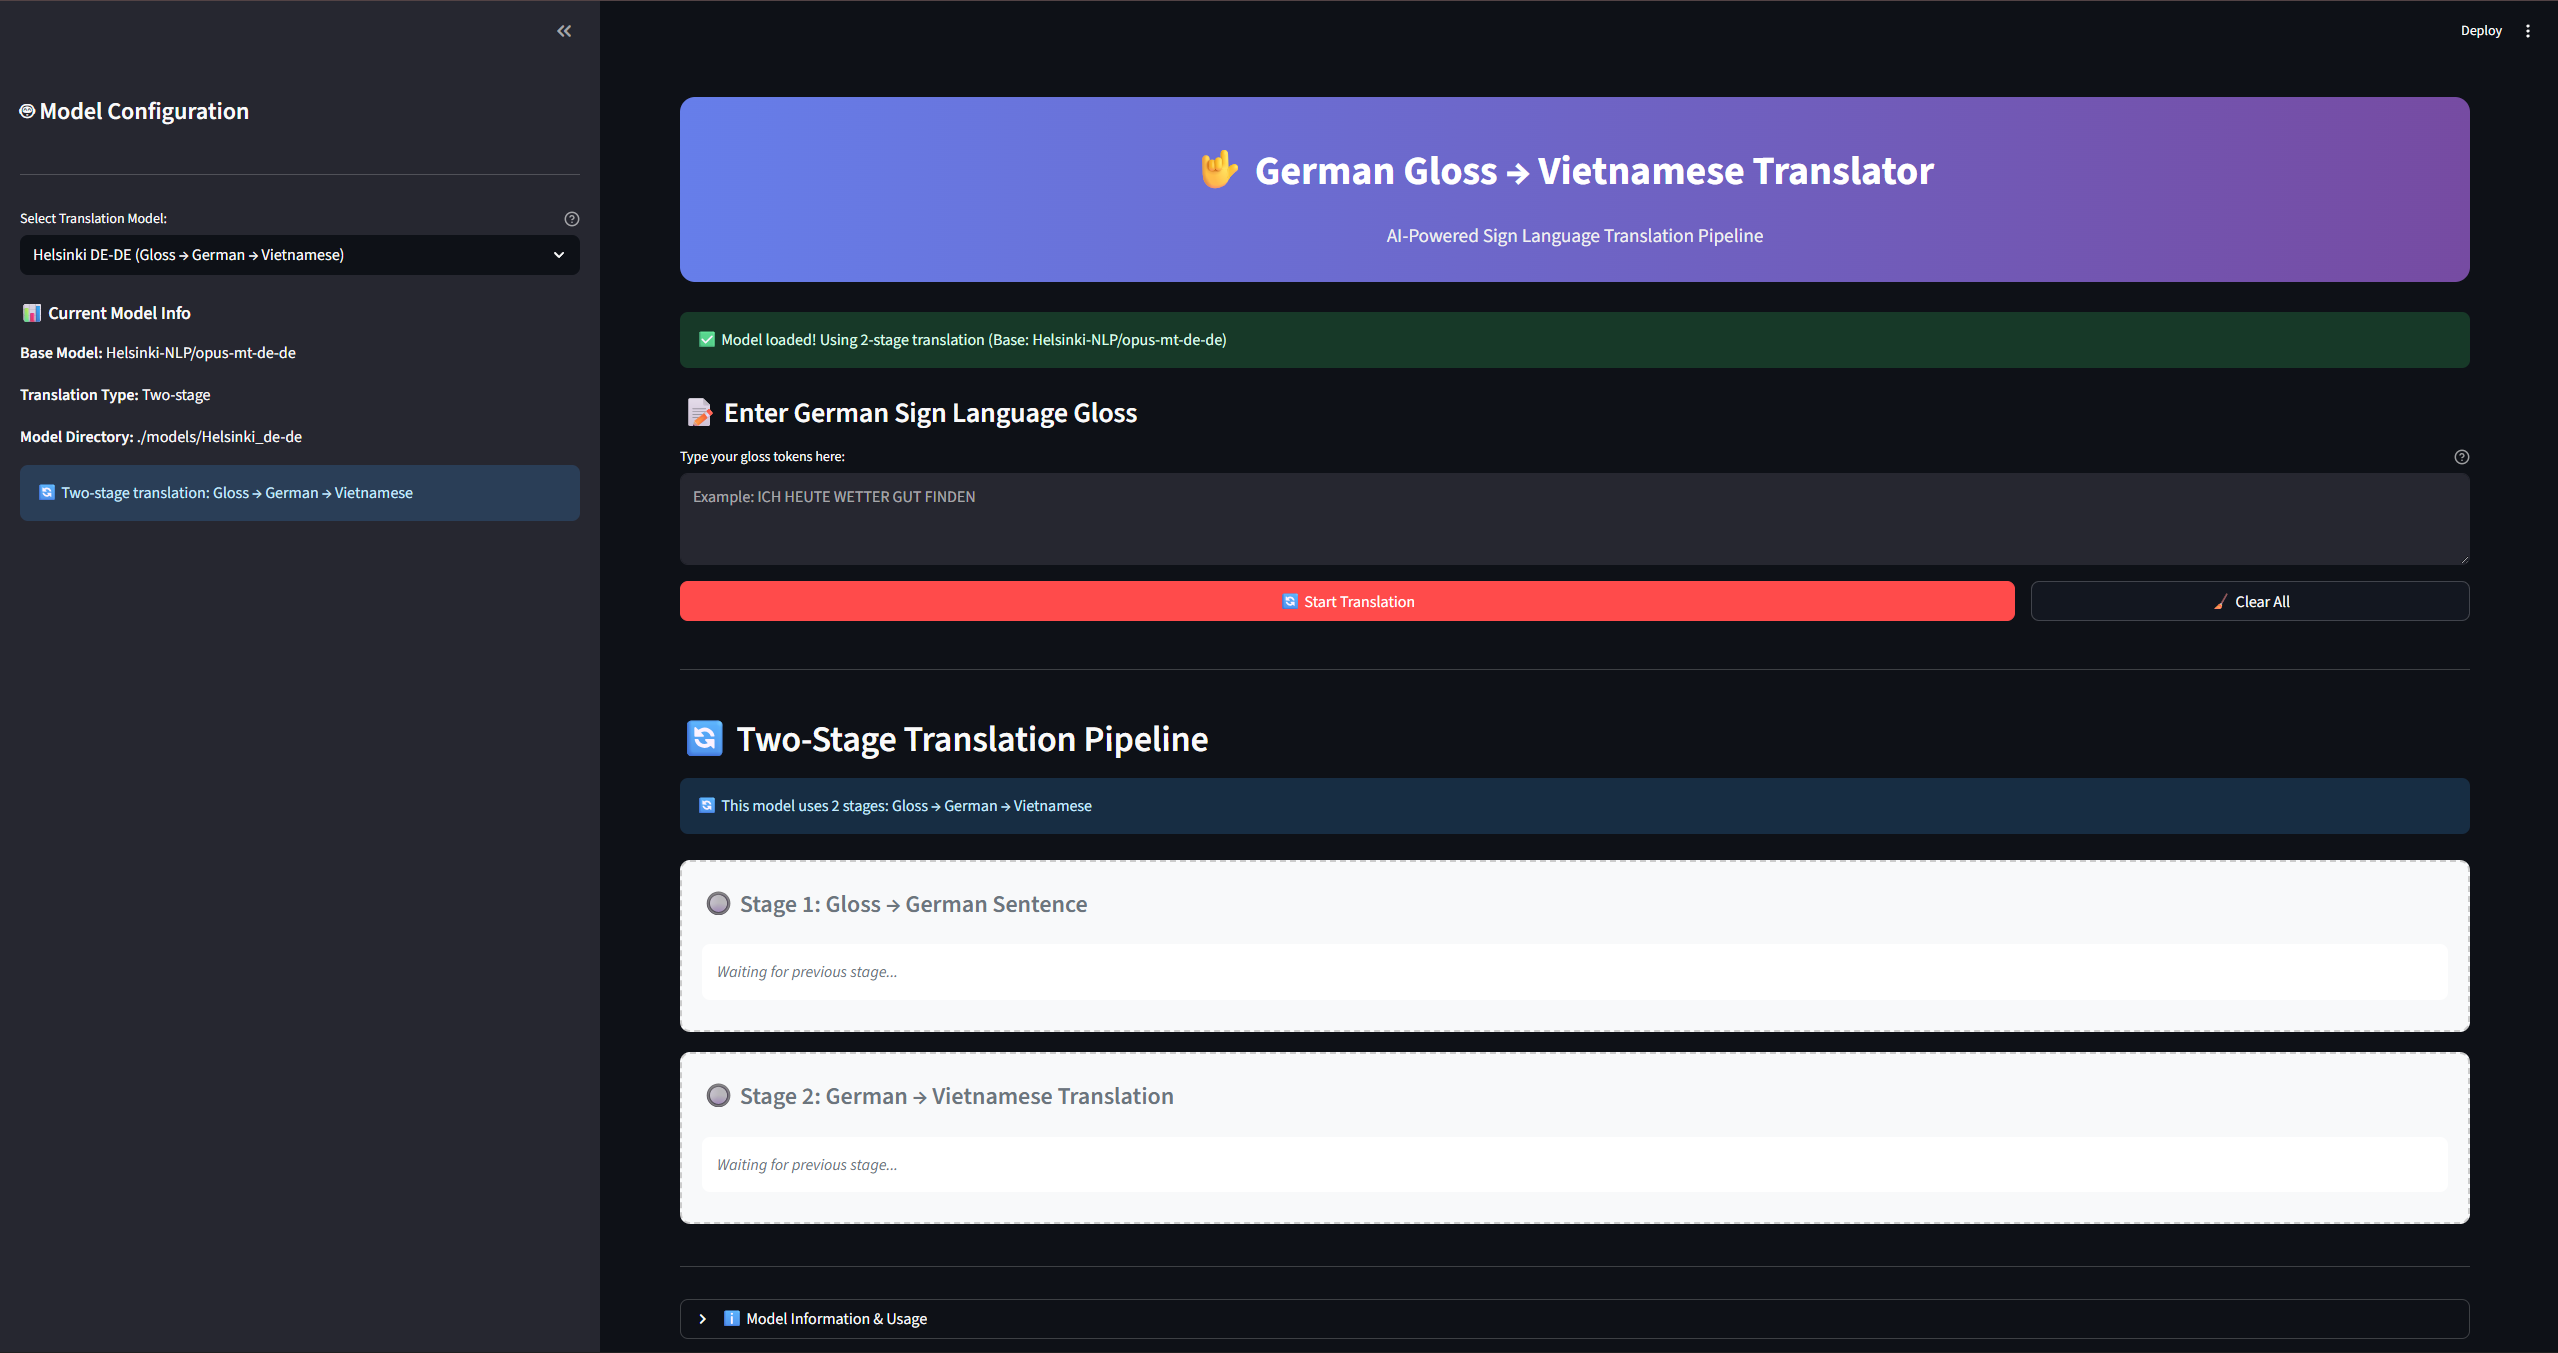 Deploy
Model Configuration
Select Translation Model:
Helsinki DE-DE (Gloss → German → Vietnamese)
Current Model Info
Base Model: Helsinki-NLP/opus-mt-de-de
Translation Type: Two-stage
Model Directory: ./models/Helsinki_de-de
Two-stage translation: Gloss → German → Vietnamese
German Gloss → Vietnamese Translator
AI-Powered Sign Language Translation Pipeline
Model loaded! Using 2-stage translation (Base: Helsinki-NLP/opus-mt-de-de)
Enter German Sign Language Gloss
Type your gloss tokens here:
Example: ICH HEUTE WETTER GUT FINDEN
Start Translation
Clear All
Two-Stage Translation Pipeline
This model uses 2 stages: Gloss → German → Vietnamese
Stage 1: Gloss → German Sentence
Waiting for previous stage...
Stage 2: German → Vietnamese Translation
Waiting for previous stage...
Model Information & Usage